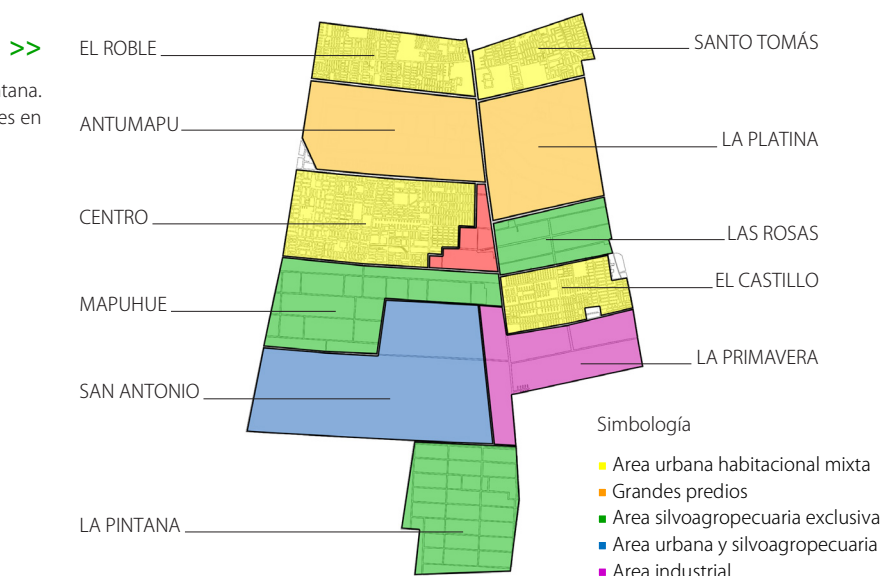 >>
tana.
es en
EL ROBLE
ANTUMAPU
CENTRO
MAPUHUE
SAN ANTONIO
LA PINTANA
SANTO TOMÁS
LA PLATINA
LAS ROSAS
EL CASTILLO
LA PRIMAVERA
Simbología
Area urbana habitacional mixta
Grandes predios
Area silvoagropecuaria exclusiva
Area urbana y silvoagropecuaria
Area industrial